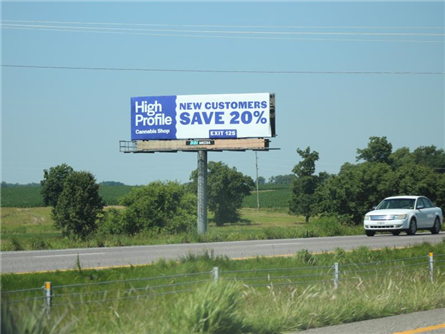 High
Profile
Cannabis Shop
NEW CUSTOMERS
SAVE 20%
EXIT 125